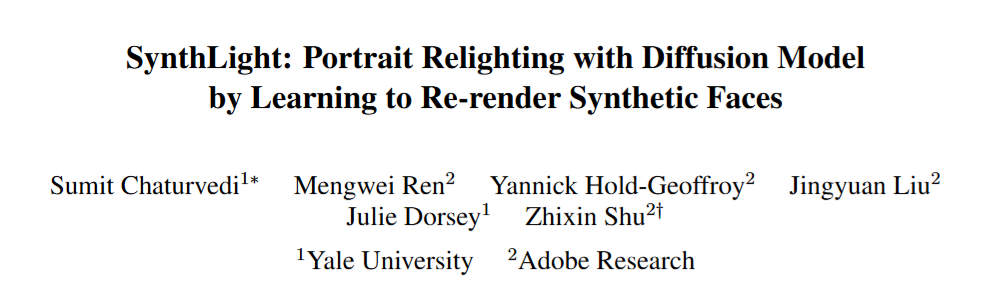 SynthLight: Portrait Relighting with Diffusion Model
by Learning to Re-render Synthetic Faces
Sumit Chaturvedi¹* Mengwei Ren² Yannick Hold-Geoffroy² Jingyuan Liu²
Julie Dorsey¹ Zhixin Shu²†
¹Yale University ²Adobe Research